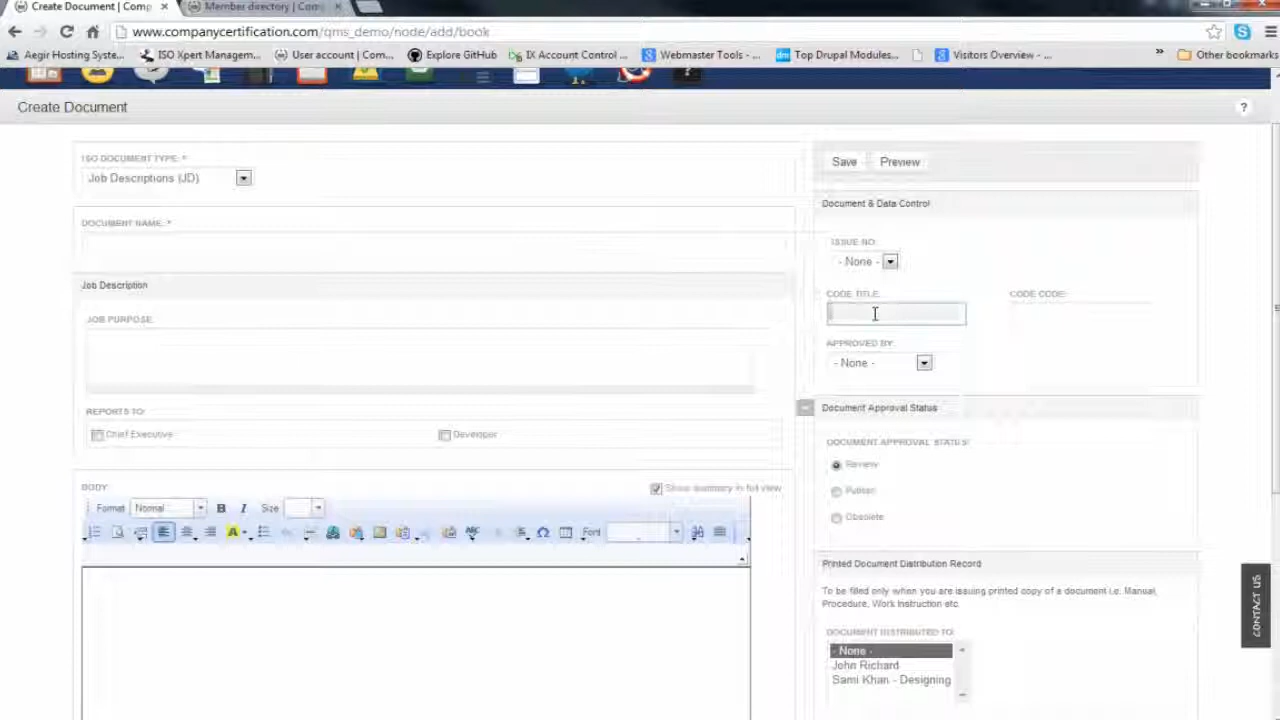 Create Document | Comp
Member directory | Com
www.companycertification.com/qms_demo/node/add/book
Aegir Hosting Syste...
ISO Xpert Managem...
User account | Com...
Explore GitHub
IX Account Control ...
Webmaster Tools - ...
Top Drupal Modules...
Visitors Overview - ...
»
Other bookmarks
Create Document
?
ISO DOCUMENT TYPE: *
Job Descriptions (JD)
DOCUMENT NAME: *
Job Description
JOB PURPOSE:
REPORTS TO:
Chief Executive
Developer
BODY:
Show summary in full view
Format
Normal
B
I
Size
Font
Save
Preview
Document & Data Control
ISSUE NO:
- None -
CODE TITLE:
CODE CODE:
APPROVED BY:
- None -
Document Approval Status
DOCUMENT APPROVAL STATUS:
Review
Publish
Obsolete
Printed Document Distribution Record
To be filled only when you are issuing printed copy of a document i.e. Manual,
Procedure, Work Instruction etc.
DOCUMENT DISTRIBUTED TO:
- None -
John Richard
Sami Khan - Designing
CONTACT US